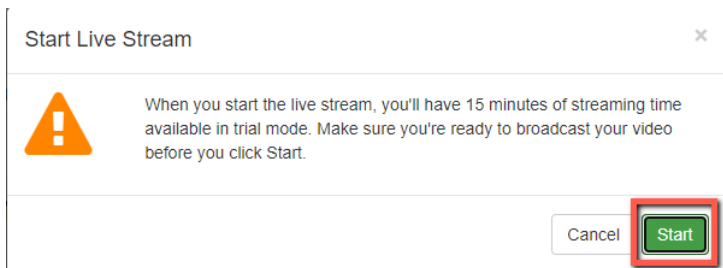 Start Live Stream
×
When you start the live stream, you'll have 15 minutes of streaming time
available in trial mode. Make sure you're ready to broadcast your video
before you click Start.
Cancel Start